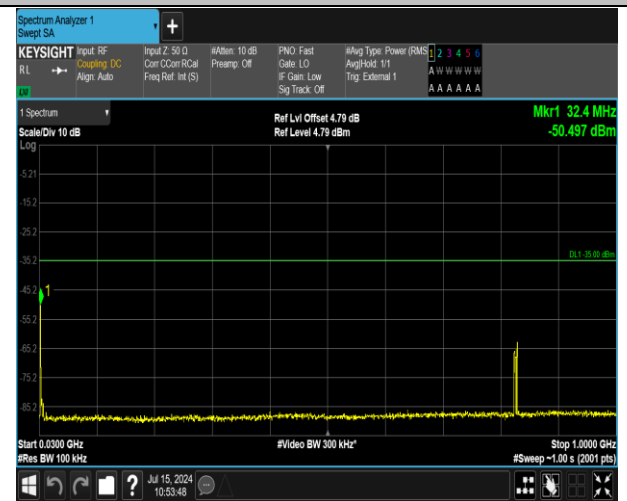 Spectrum Analyzer 1
Swept SA
+
KEYSIGHT Input: RF Input Z: 50 Ω #Atten: 10 dB PNO: Fast #Avg Type: Power (RMS 1 2 3 4 5 6
RL Coupling: DC Corr CCorr RCal Preamp: Off Gate: LO Avg|Hold: 1/1 A W W W W W
Align: Auto Freq Ref: Int (S) IF Gain: Low Trig: External 1 A A A A A A
Sig Track: Off
1 Spectrum Ref Lvl Offset 4.79 dB Mkr1 32.4 MHz
Scale/Div 10 dB Ref Level 4.79 dBm -50.497 dBm
Log
-5.21
-15.2
-25.2
DL1 -35.00 dBm
-35.2
-45.2 1
-55.2
-65.2
-75.2
-85.2
Start 0.0300 GHz #Video BW 300 kHz* Stop 1.0000 GHz
#Res BW 100 kHz #Sweep ~1.00 s (2001 pts)
? Jul 15, 2024
10:53:48